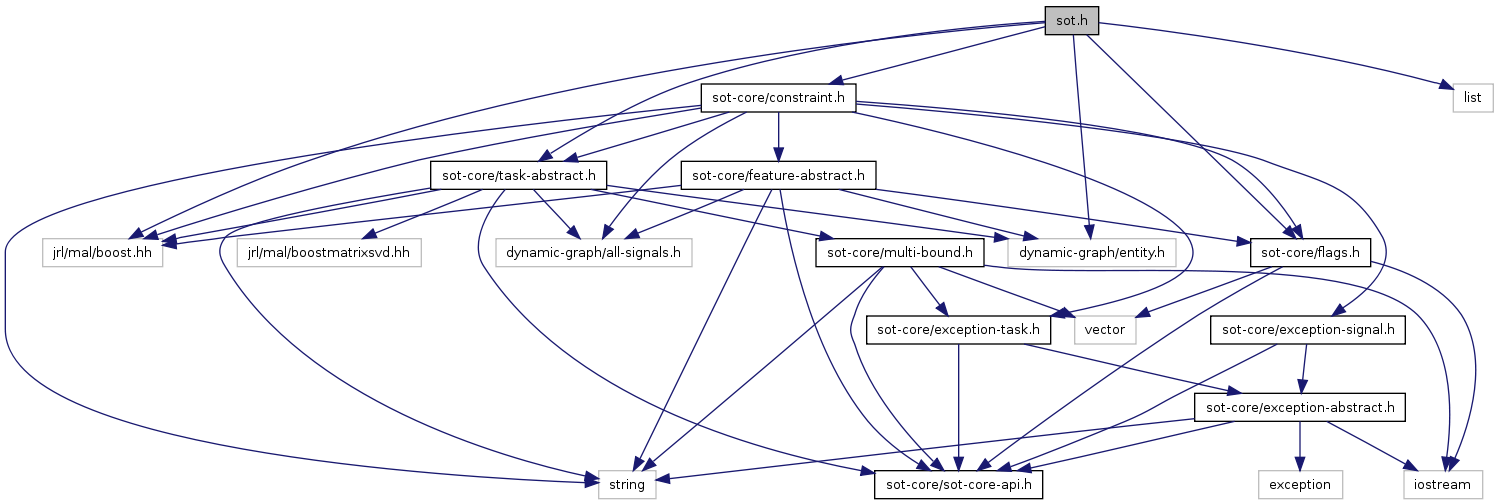 sot.h
sot-core/constraint.h
list
sot-core/task-abstract.h
sot-core/feature-abstract.h
jrl/mal/boost.hh
jrl/mal/boostmatrixsvd.hh
dynamic-graph/all-signals.h
sot-core/multi-bound.h
dynamic-graph/entity.h
sot-core/flags.h
sot-core/exception-task.h
vector
sot-core/exception-signal.h
sot-core/exception-abstract.h
string
sot-core/sot-core-api.h
exception
iostream